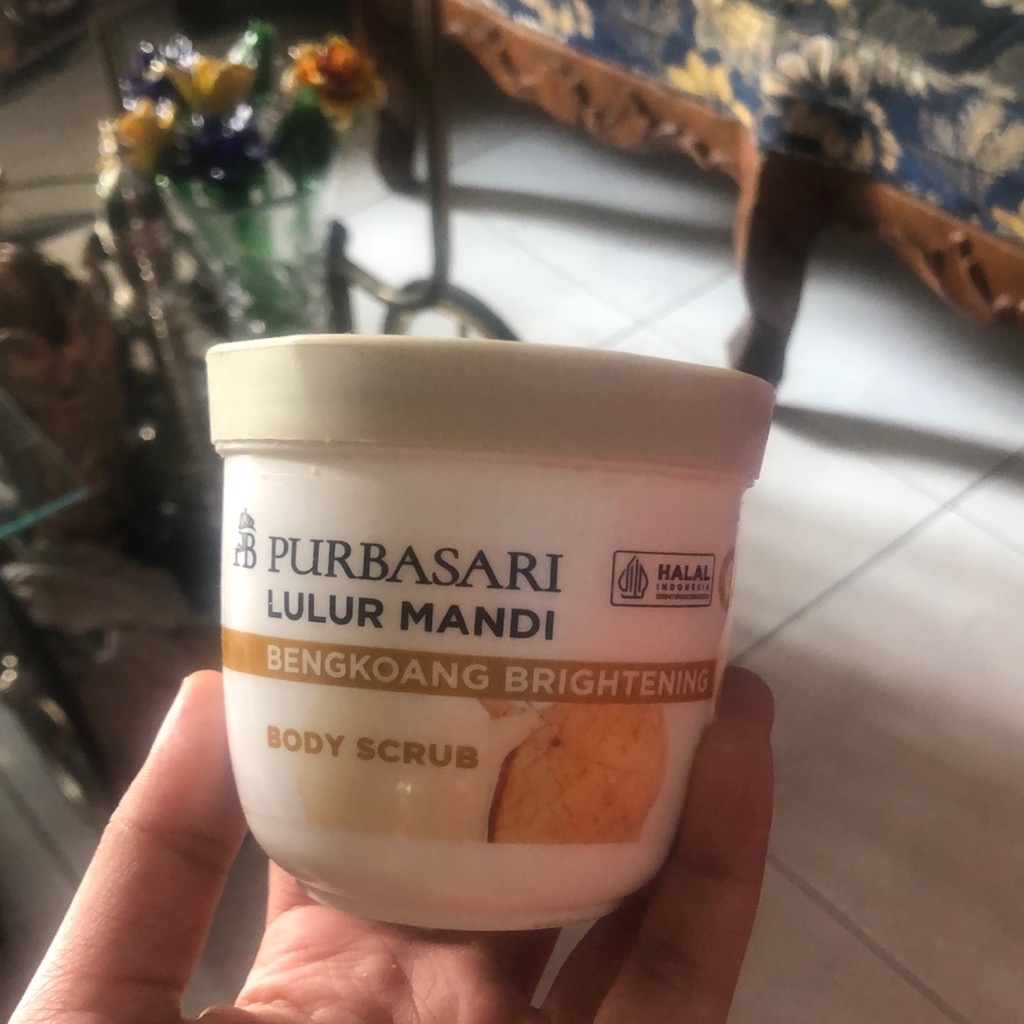 PB PURBASARI
LULUR MANDI
HALAL
INDONESIA
BENGKOANG BRIGHTENING
BODY SCRUB